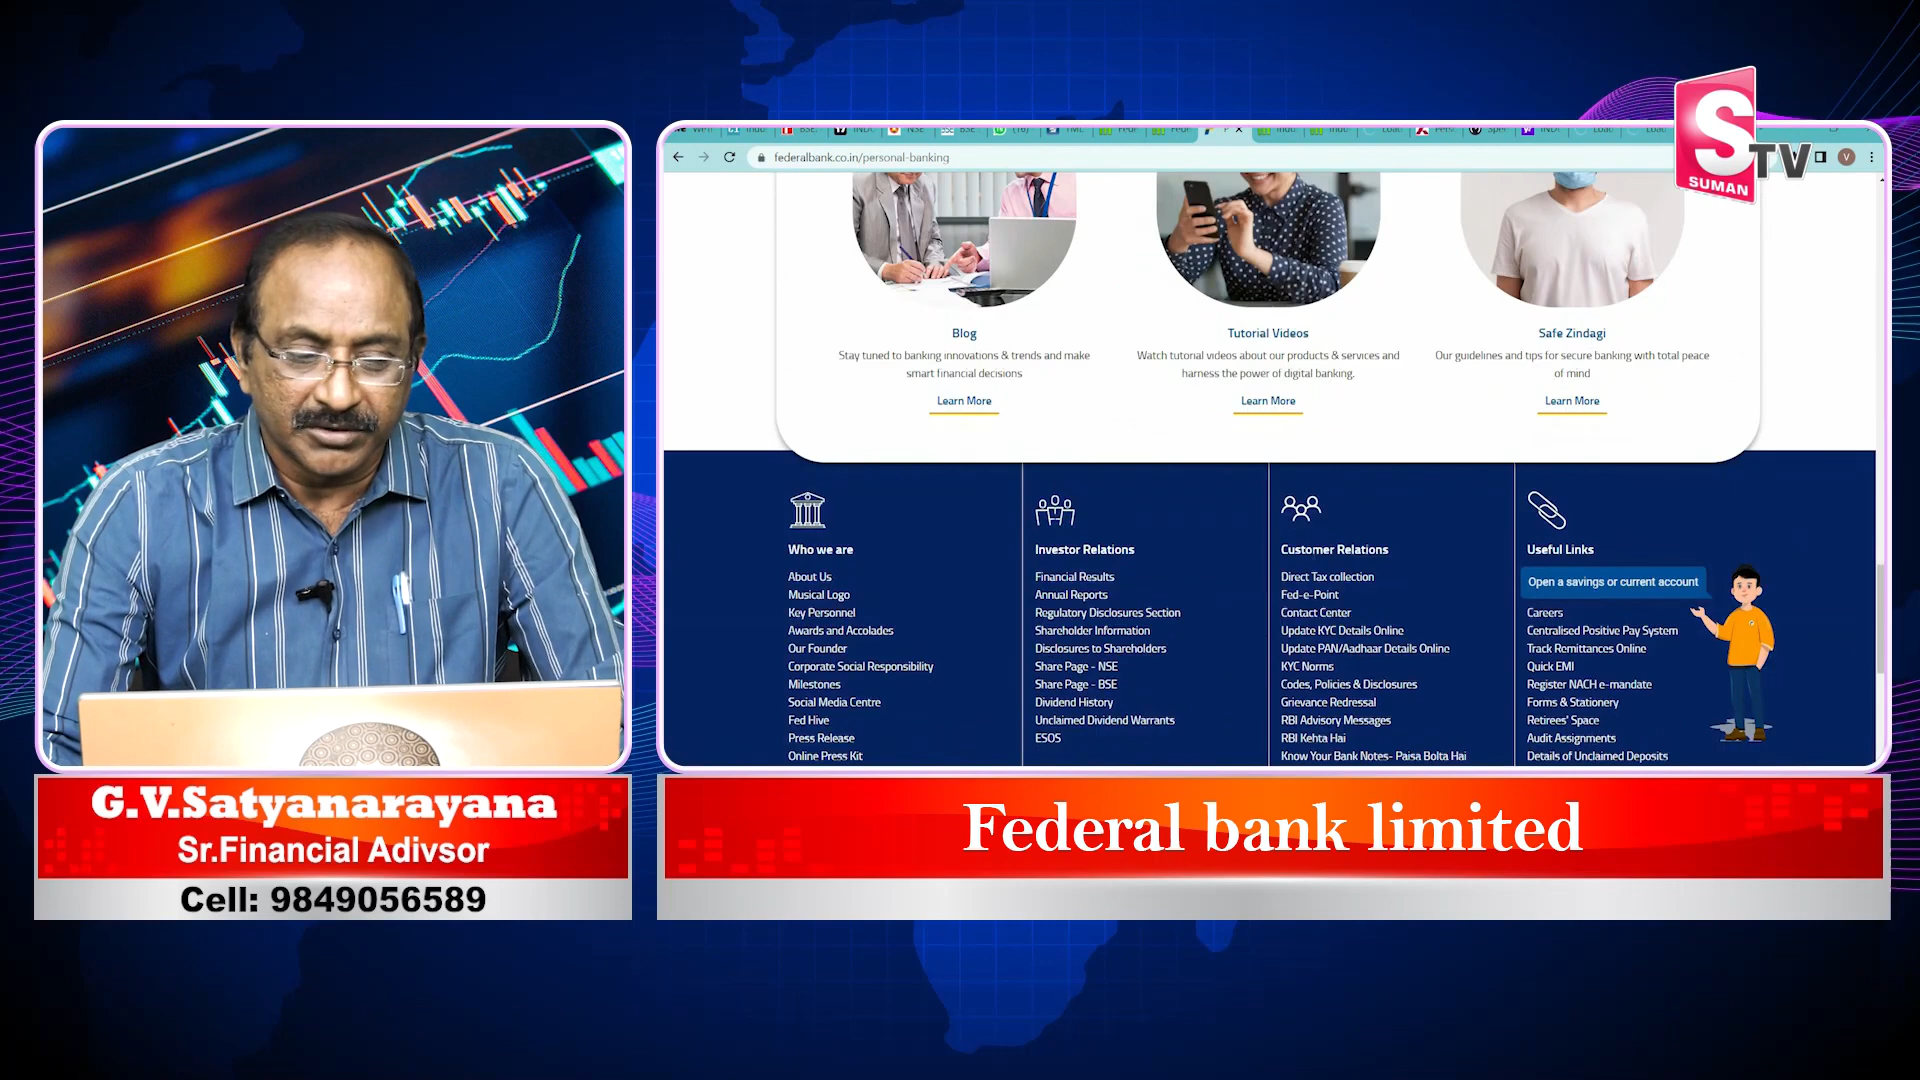 S
SUMAN
TV
federalbank.co.in/personal-banking
V
Blog
Stay tuned to banking innovations & trends and make
smart financial decisions
Learn More
Tutorial Videos
Watch tutorial videos about our products & services and
harness the power of digital banking.
Learn More
Safe Zindagi
Our guidelines and tips for secure banking with total peace
of mind
Learn More
Who we are
About Us
Musical Logo
Key Personnel
Awards and Accolades
Our Founder
Corporate Social Responsibility
Milestones
Social Media Centre
Fed Hive
Press Release
Online Press Kit
Investor Relations
Financial Results
Annual Reports
Regulatory Disclosures Section
Shareholder Information
Disclosures to Shareholders
Share Page - NSE
Share Page - BSE
Dividend History
Unclaimed Dividend Warrants
ESOS
Customer Relations
Direct Tax collection
Fed-e-Point
Contact Center
Update KYC Details Online
Update PAN/Aadhaar Details Online
KYC Norms
Codes, Policies & Disclosures
Grievance Redressal
RBI Advisory Messages
RBI Kehta Hai
Know Your Bank Notes- Paisa Bolta Hai
Useful Links
Open a savings or current account
Careers
Centralised Positive Pay System
Track Remittances Online
Quick EMI
Register NACH e-mandate
Forms & Stationery
Retirees' Space
Audit Assignments
Details of Unclaimed Deposits
G.V.Satyanarayana
Sr.Financial Adivsor
Cell: 9849056589
Federal bank limited